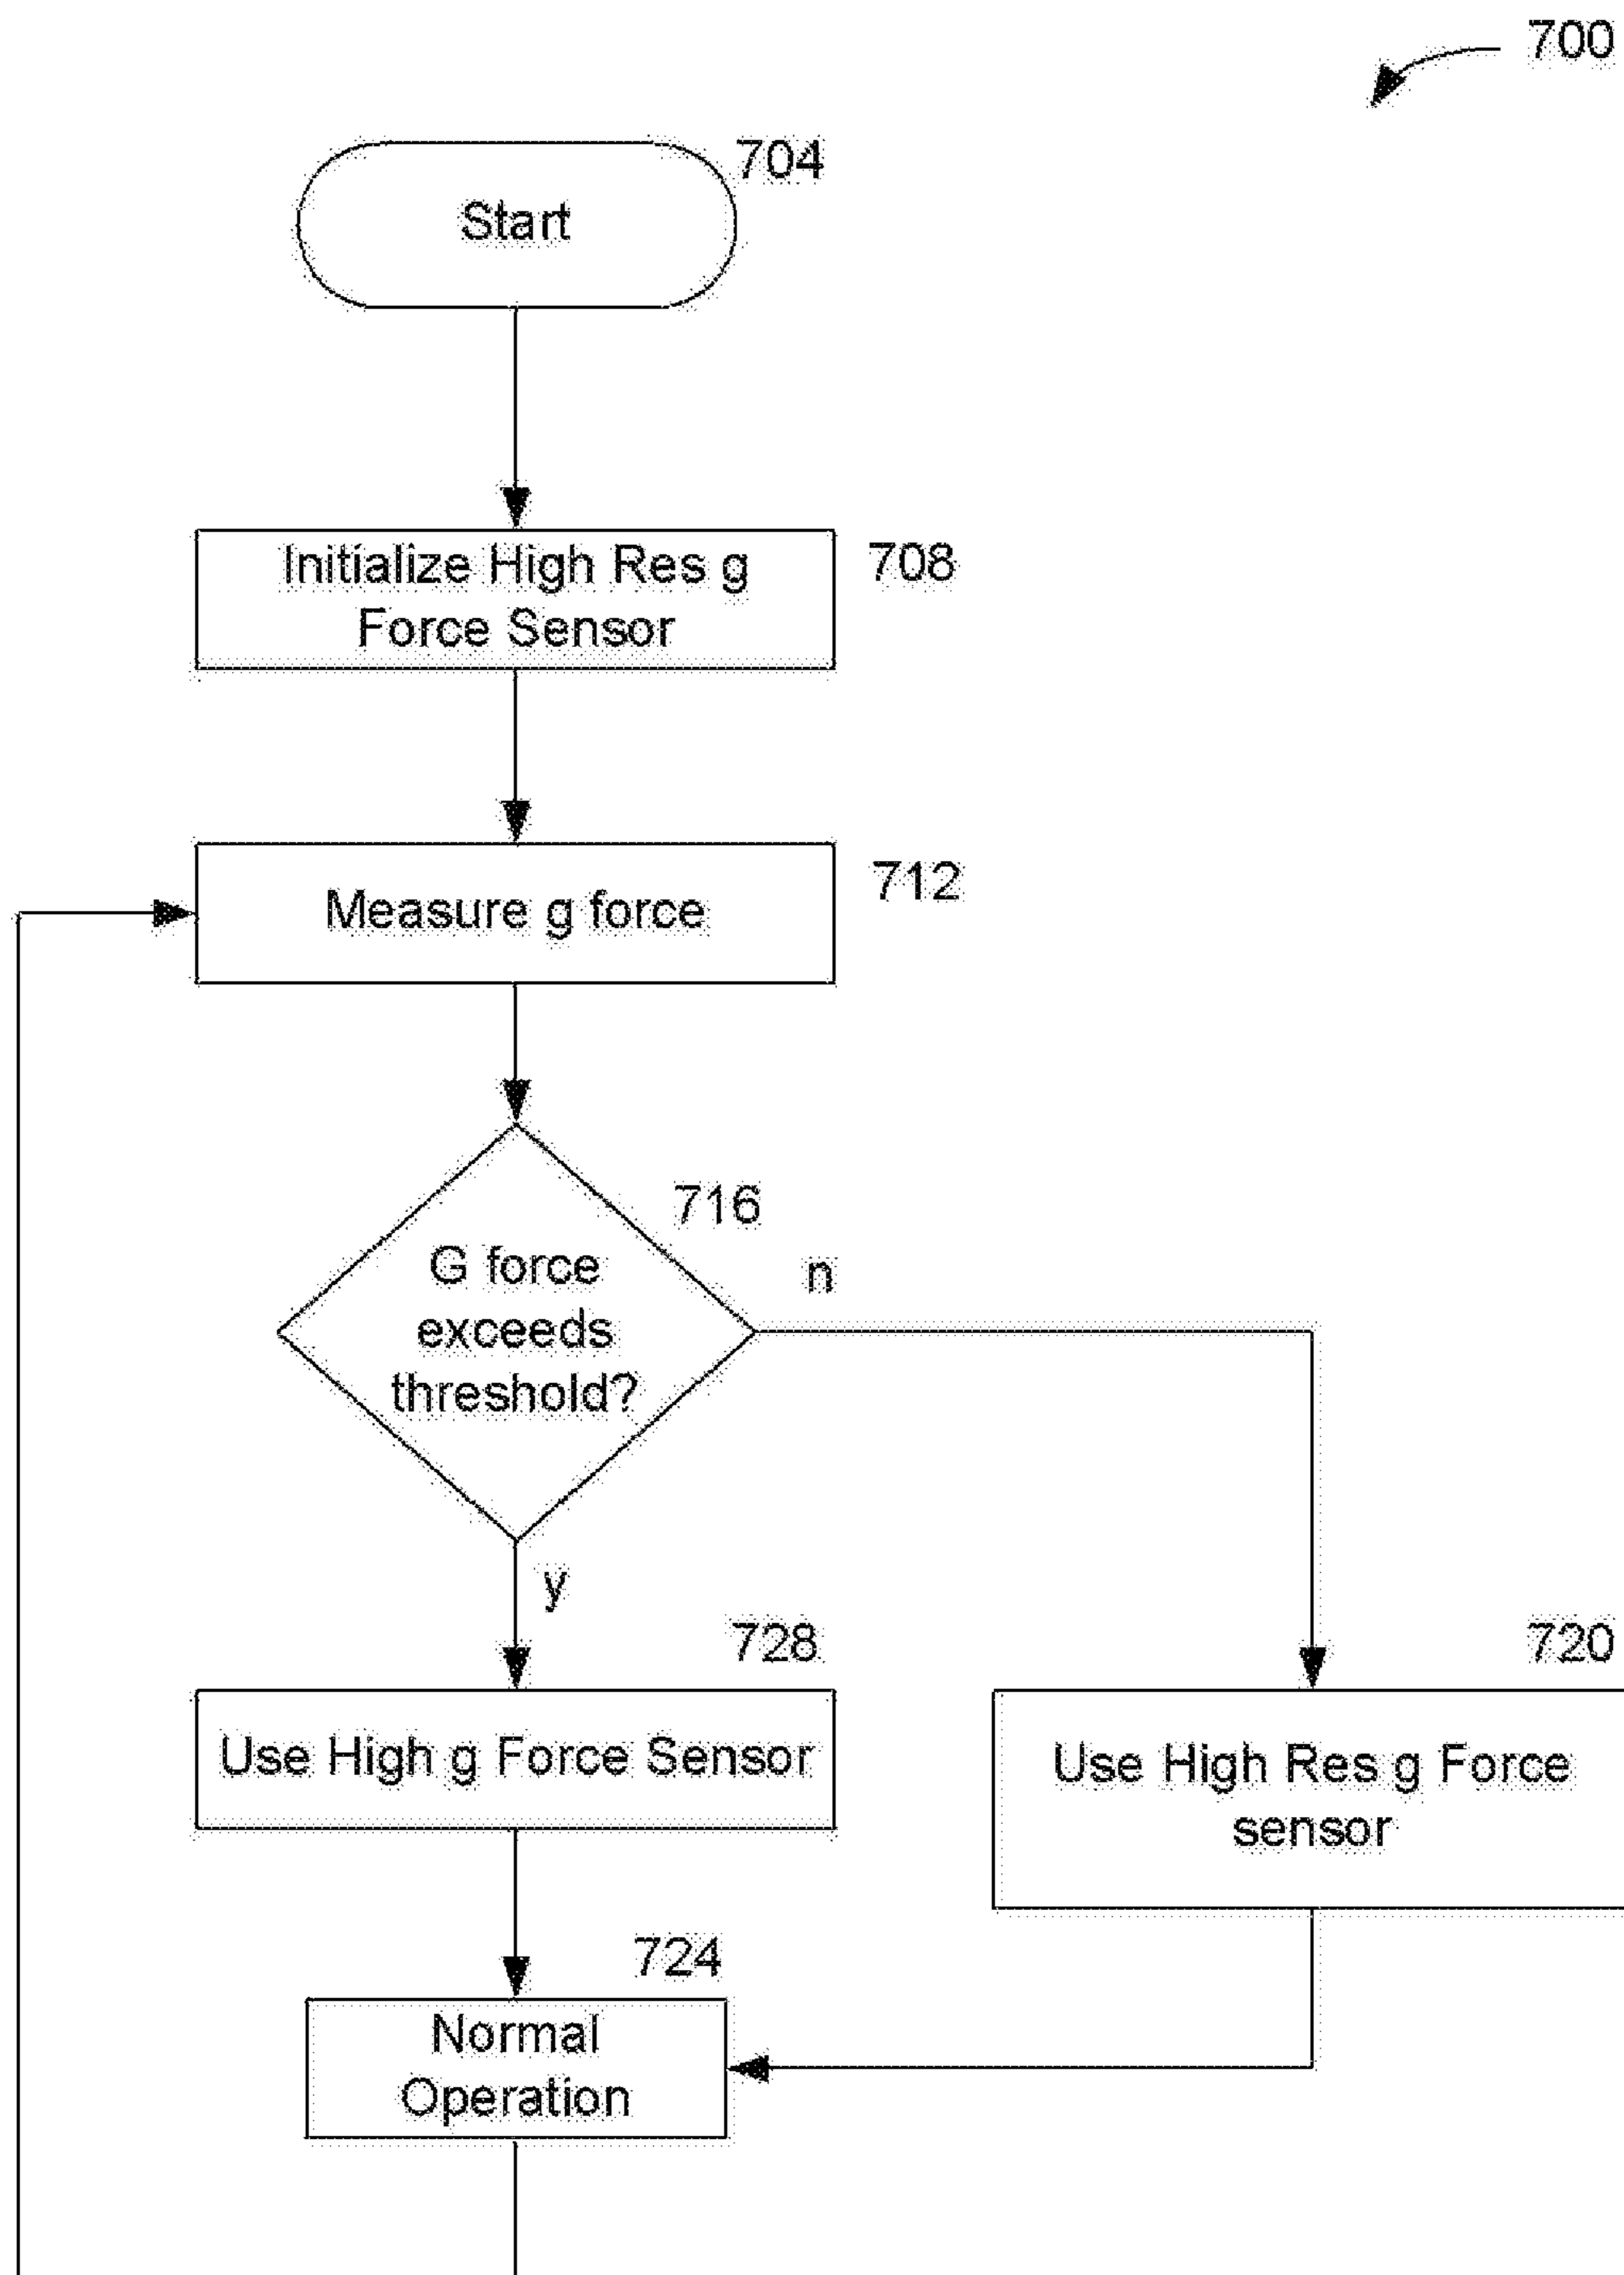 700
704
Start
Initialize High Res g
Force Sensor
708
Measure g force
712
716
G force
exceeds
threshold?
n
y
728
Use High g Force Sensor
720
Use High Res g Force
sensor
724
Normal
Operation